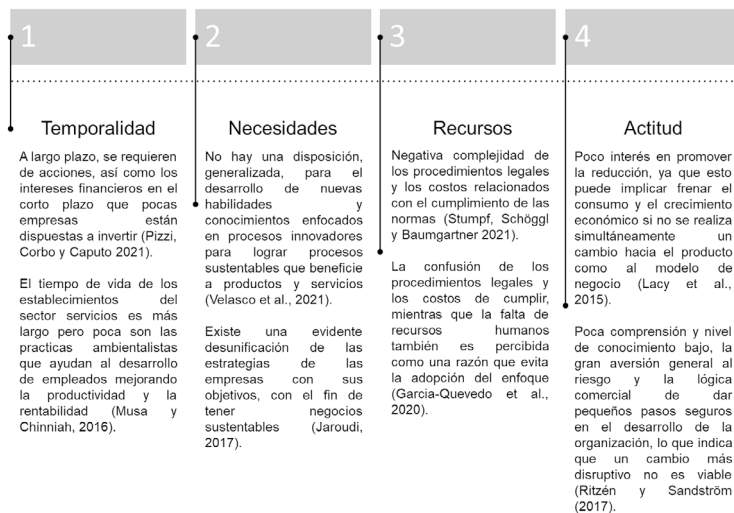 1
Temporalidad
A largo plazo, se requieren
de acciones, así como los
intereses financieros en el
corto plazo que pocas
empresas están
dispuestas a invertir (Pizzi,
Corbo y Caputo 2021).
El tiempo de vida de los
establecimientos del
sector servicios es más
largo pero poca son las
practicas ambientalistas
que ayudan al desarrollo
de empleados mejorando
la productividad y la
rentabilidad (Musa y
Chinniah, 2016).
2
Necesidades
No hay una disposición,
generalizada, para el
desarrollo de nuevas
habilidades y
conocimientos enfocados
en procesos innovadores
para lograr procesos
sustentables que beneficie
a productos y servicios
(Velasco et al., 2021).
Existe una evidente
desunificación de las
estrategias de las
empresas con sus
objetivos, con el fin de
tener negocios
sustentables (Jaroudi,
2017).
3
Recursos
Negativa complejidad de
los procedimientos legales
y los costos relacionados
con el cumplimiento de las
normas (Stumpf, Schöggl
y Baumgartner 2021).
La confusión de los
procedimientos legales y
los costos de cumplir,
mientras que la falta de
recursos humanos
también es percibida
como una razón que evita
la adopción del enfoque
(Garcia-Quevedo et al.,
2020).
4
Actitud
Poco interés en promover
la reducción, ya que esto
puede implicar frenar el
consumo y el crecimiento
económico si no se realiza
simultáneamente un
cambio hacia el producto
como al modelo de
negocio (Lacy et al.,
2015).
Poca comprensión y nivel
de conocimiento bajo, la
gran aversión general al
riesgo y la lógica
comercial de dar
pequeños pasos seguros
en el desarrollo de la
organización, lo que indica
que un cambio más
disruptivo no es viable
(Ritzén y Sandström
(2017).